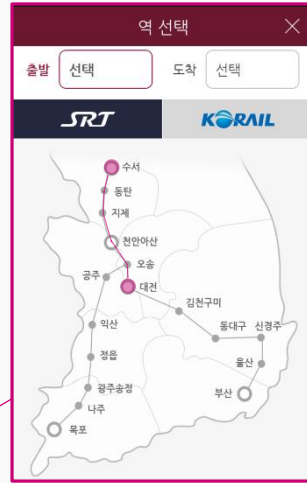 역 선택
출발 선택 도착 선택
SRT KORAIL
수서
동탄
지제
천안아산
오송
공주
대전
김천구미
익산
동대구 신경주
정읍
울산
광주송정
부산
나주
목포